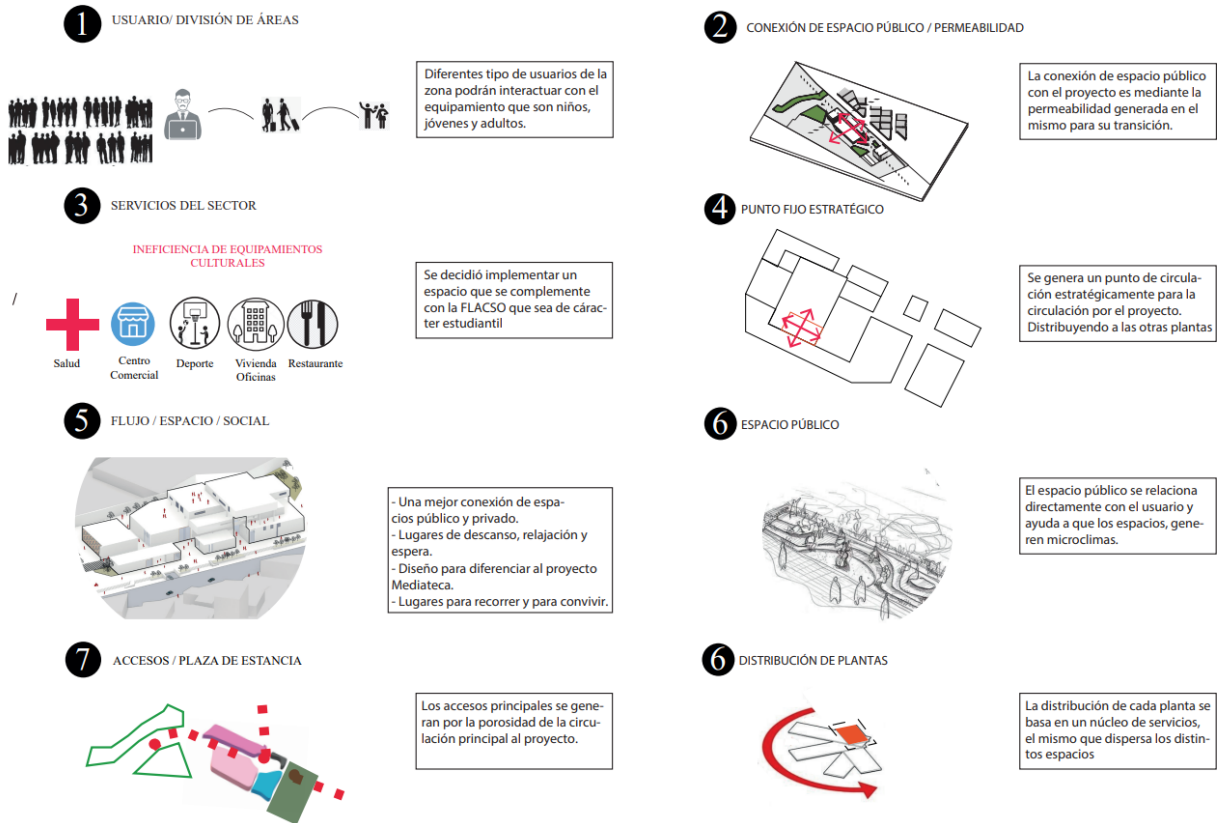 1 USUARIO/ DIVISIÓN DE ÁREAS
Diferentes tipo de usuarios de la
zona podrán interactuar con el
equipamiento que son niños,
jóvenes y adultos.
2 CONEXIÓN DE ESPACIO PÚBLICO / PERMEABILIDAD
La conexión de espacio público
con el proyecto es mediante la
permeabilidad generada en el
mismo para su transición.
3 SERVICIOS DEL SECTOR
INEFICIENCIA DE EQUIPAMIENTOS
CULTURALES
/
Salud
Centro
Comercial
Deporte
Vivienda
Oficinas
Restaurante
Se decidió implementar un
espacio que se complemente
con la FLACSO que sea de cárac-
ter estudiantil
4 PUNTO FIJO ESTRATÉGICO
Se genera un punto de circula-
ción estratégicamente para la
circulación por el proyecto.
Distribuyendo a las otras plantas
5 FLUJO / ESPACIO / SOCIAL
- Una mejor conexión de espa-
cios público y privado.
- Lugares de descanso, relajación y
espera.
- Diseño para diferenciar al proyecto
Mediateca.
- Lugares para recorrer y para convivir.
6 ESPACIO PÚBLICO
El espacio público se relaciona
directamente con el usuario y
ayuda a que los espacios, gene-
ren microclimas.
7 ACCESOS / PLAZA DE ESTANCIA
Los accesos principales se gene-
ran por la porosidad de la circu-
lación principal al proyecto.
6 DISTRIBUCIÓN DE PLANTAS
La distribución de cada planta se
basa en un núcleo de servicios,
el mismo que dispersa los distin-
tos espacios